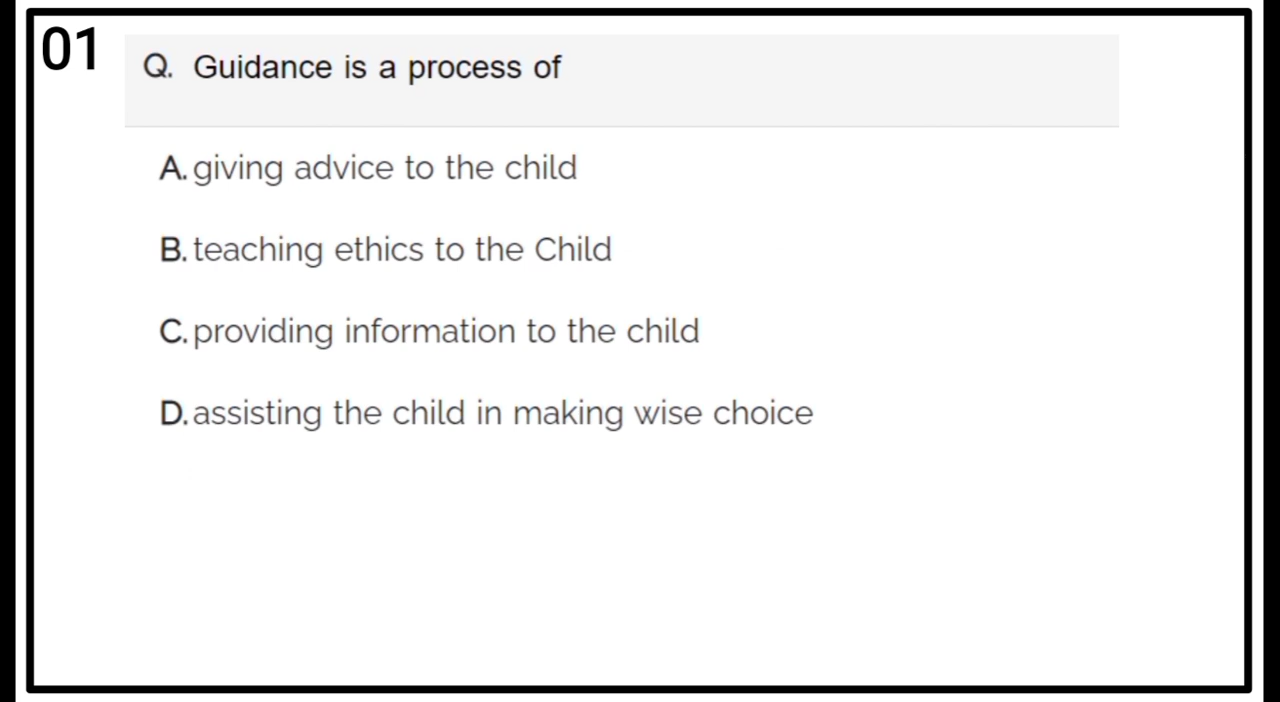 01
Q. Guidance is a process of
A. giving advice to the child
B. teaching ethics to the Child
C. providing information to the child
D. assisting the child in making wise choice